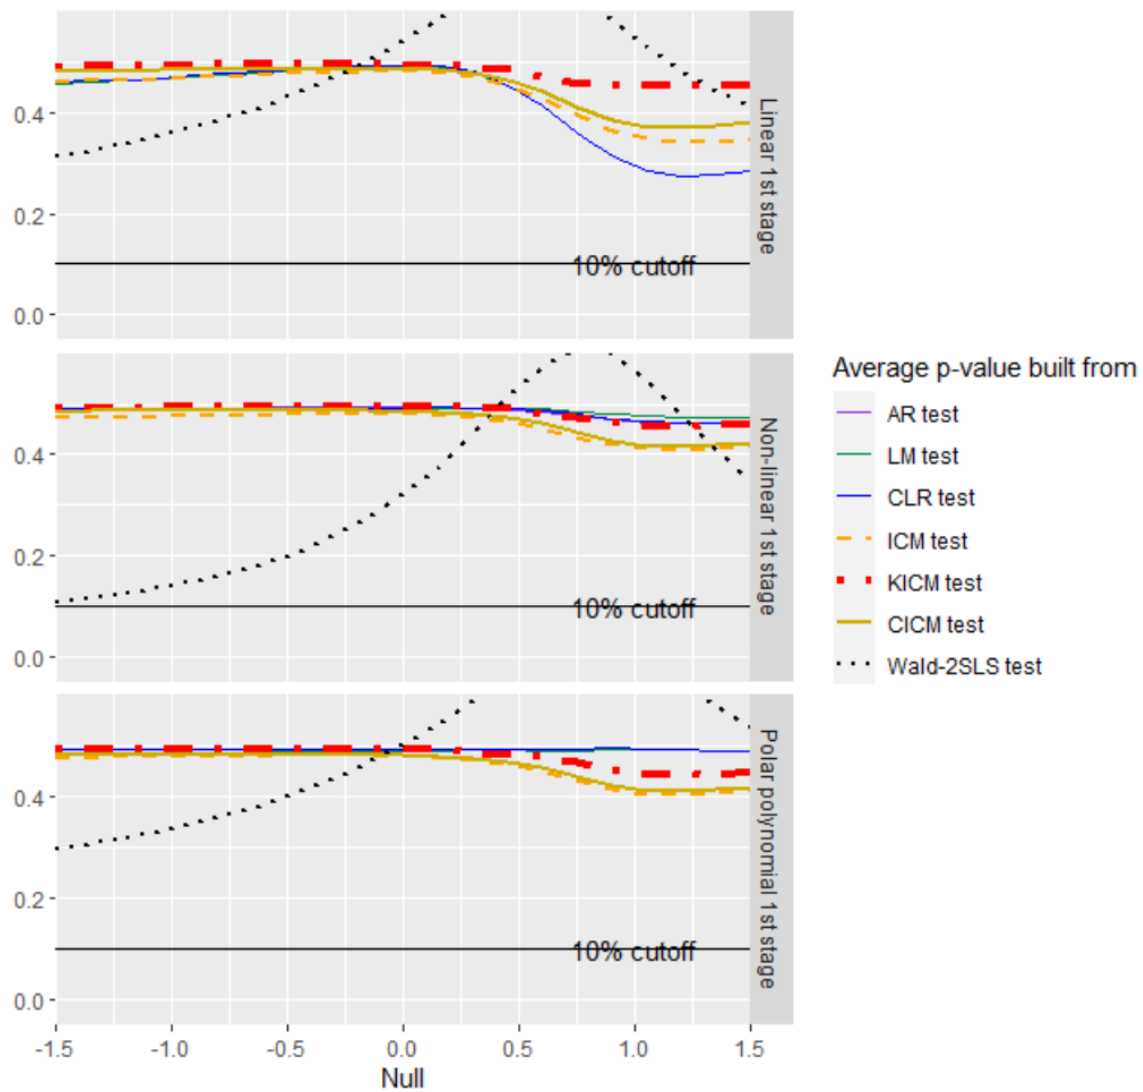 0.4
0.2
0.0
10% cutoff
Linear 1st stage
0.4
0.2
0.0
10% cutoff
Non-linear 1st stage
0.4
0.2
0.0
10% cutoff
Polar polynomial 1st stage
-1.5 -1.0 -0.5 0.0 0.5 1.0 1.5
Null
Average p-value built from
AR test
LM test
CLR test
ICM test
KICM test
CICM test
Wald-2SLS test